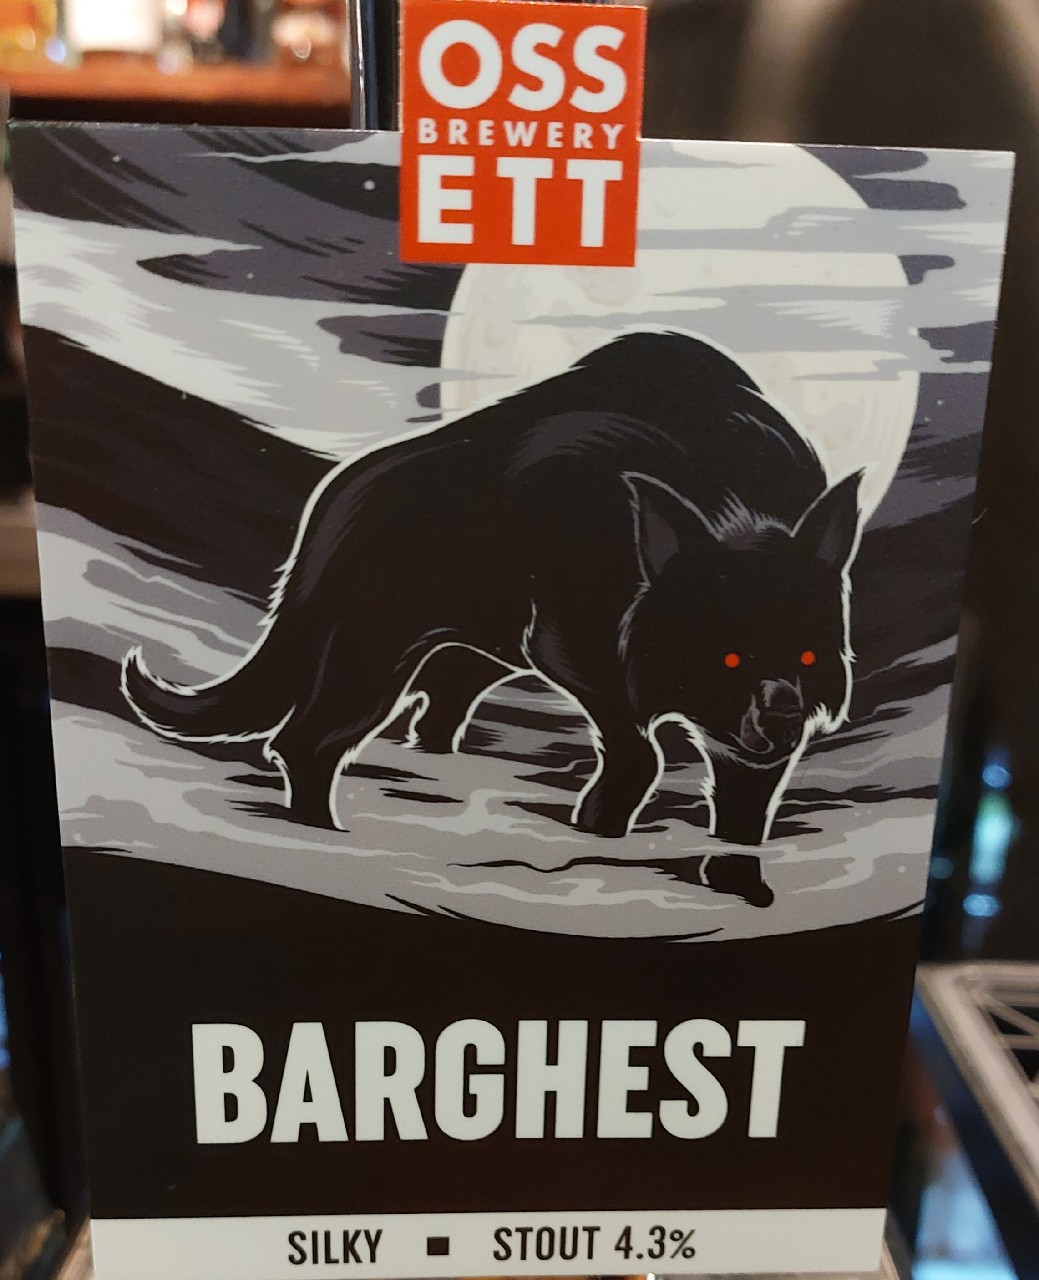 OSS
BREWERY
ETT
BARGHEST
SILKY ■ STOUT 4.3%